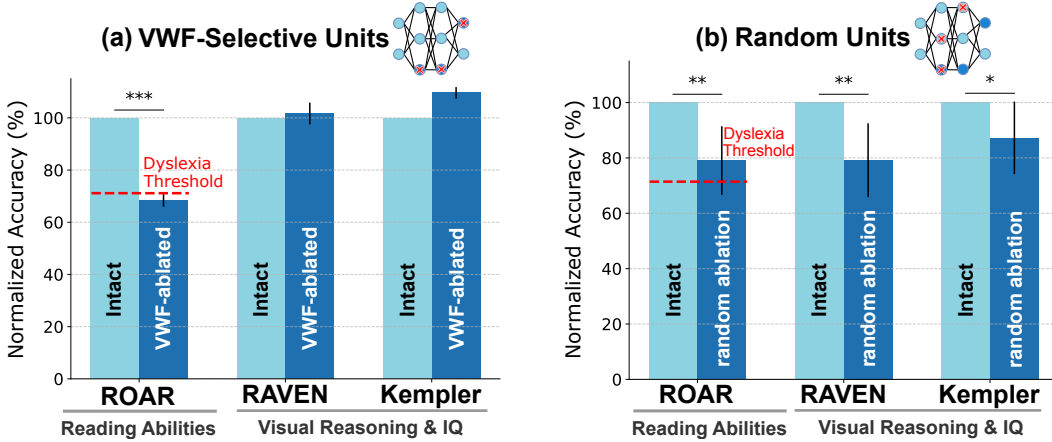 (a) VWF-Selective Units
Normalized Accuracy (%)
100
80
60
40
20
0
***
Dyslexia
Threshold
Intact
VWF-ablated
Intact
VWF-ablated
Intact
VWF-ablated
ROAR
RAVEN
Kempler
Reading Abilities
Visual Reasoning & IQ
(b) Random Units
Normalized Accuracy (%)
100
80
60
40
20
0
**
**
*
Dyslexia
Threshold
Intact
random ablation
Intact
random ablation
Intact
random ablation
ROAR
RAVEN
Kempler
Reading Abilities
Visual Reasoning & IQ